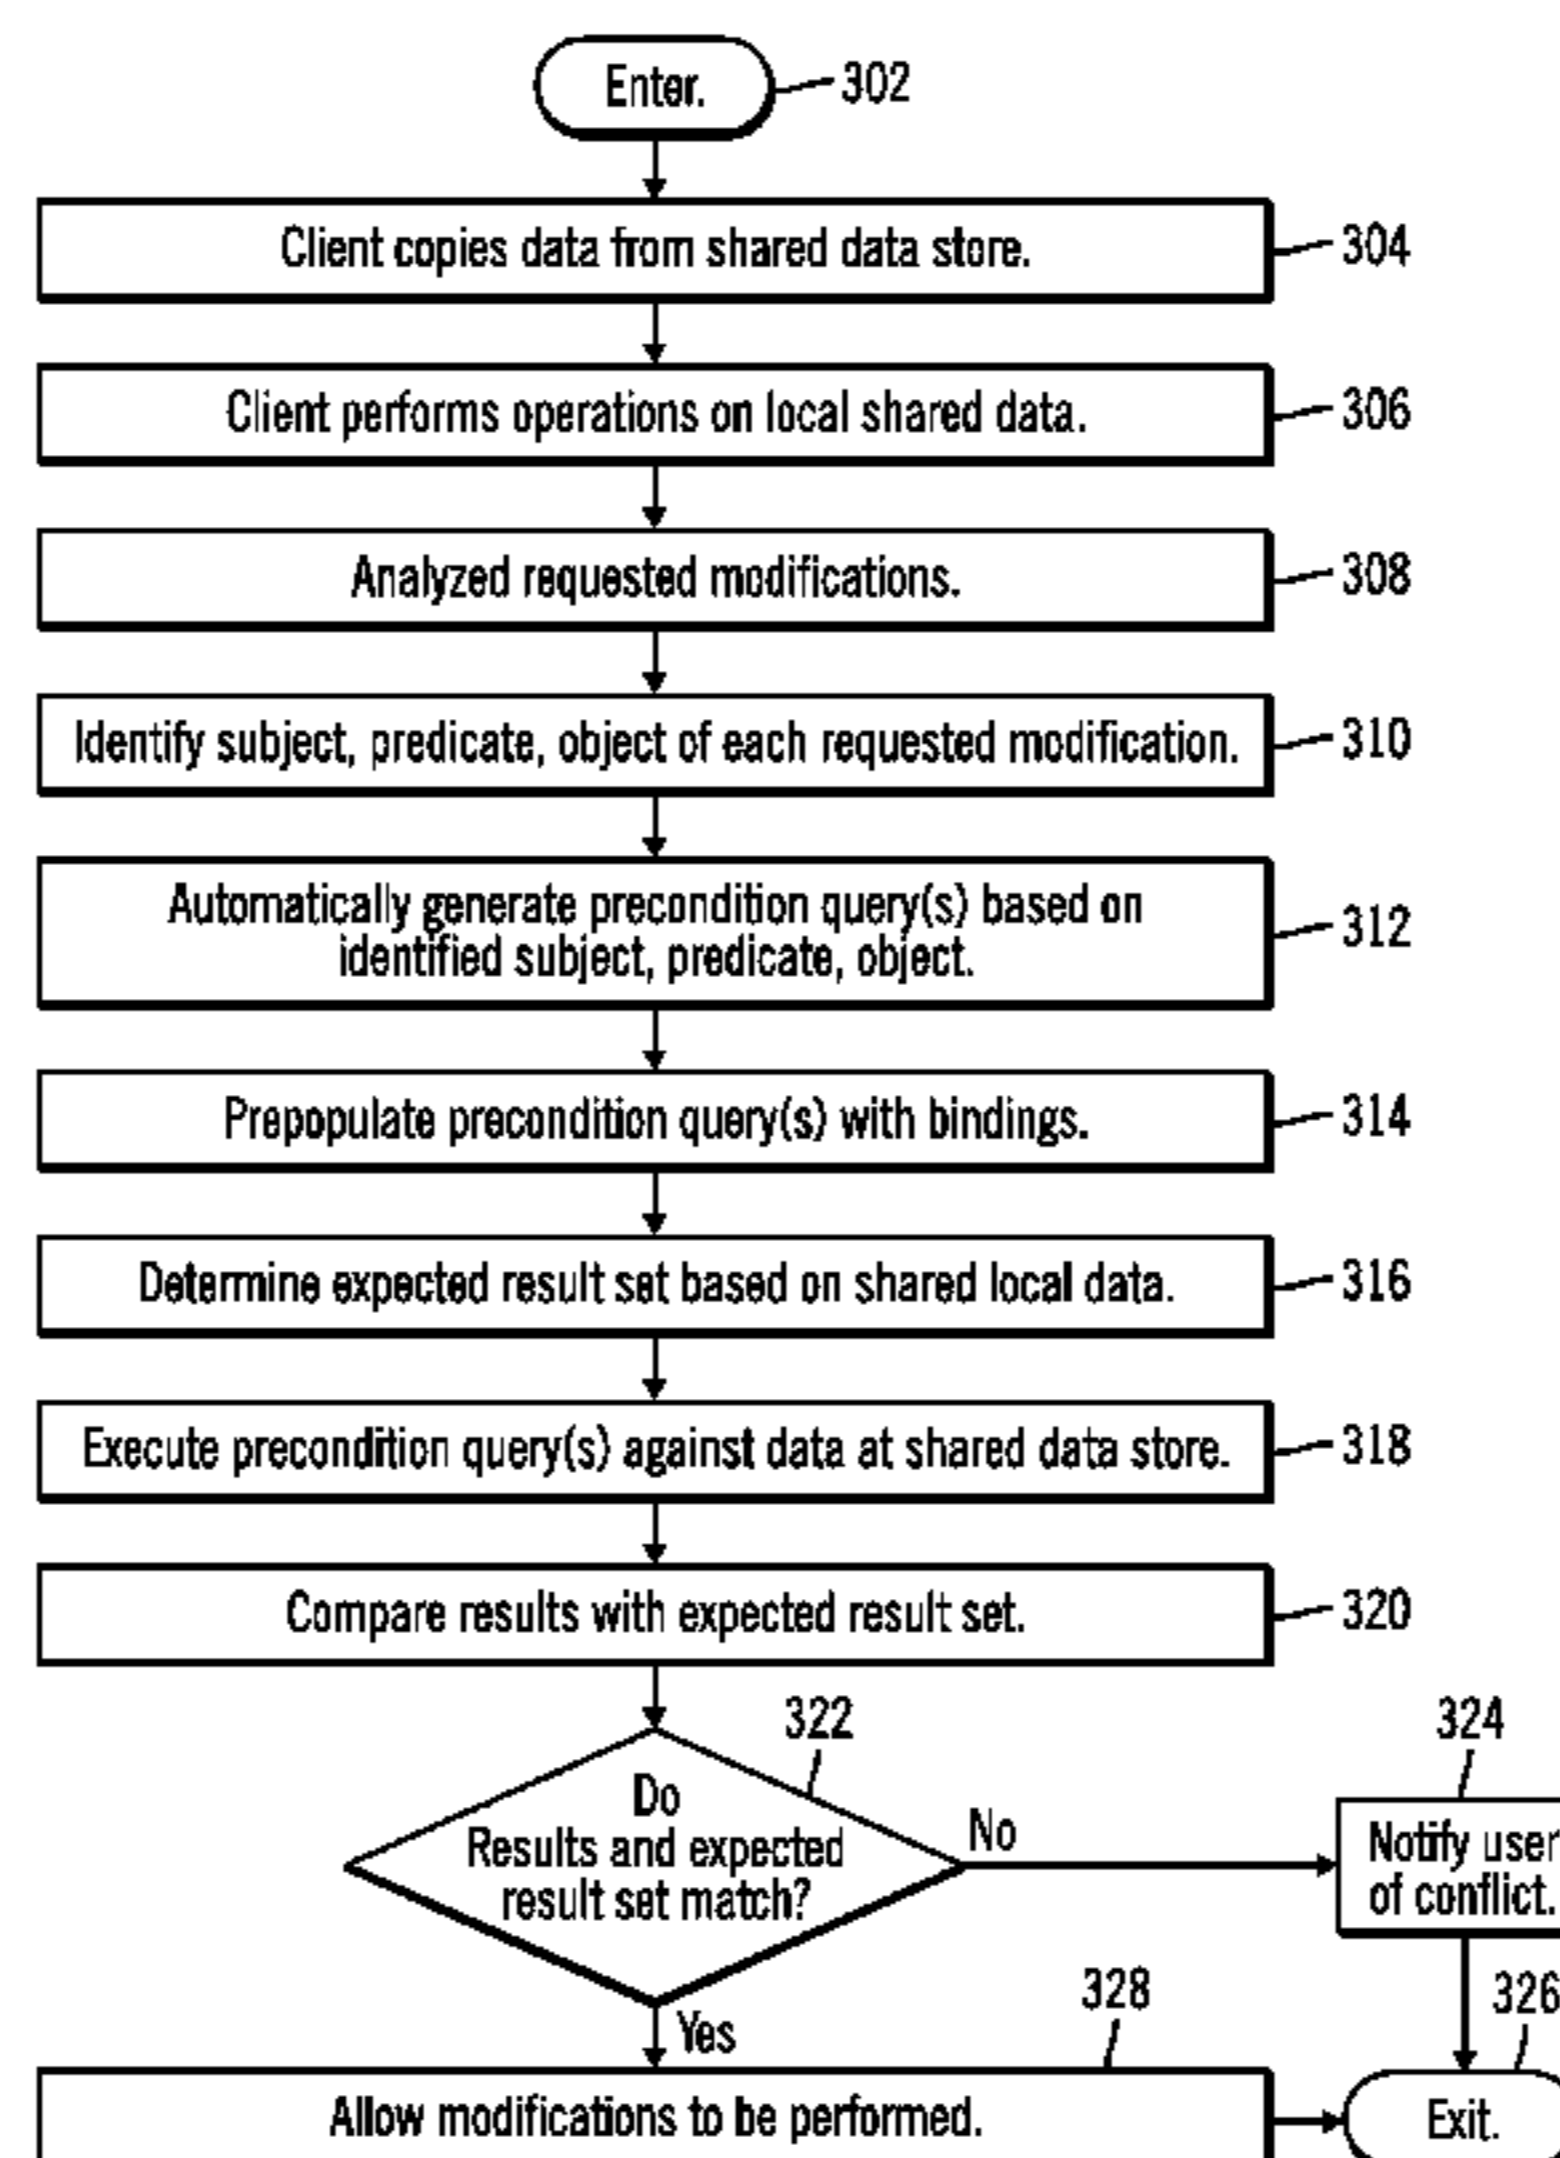 Enter.
302
Client copies data from shared data store.
304
Client performs operations on local shared data.
306
Analyzed requested modifications.
308
Identify subject, predicate, object of each requested modification.
310
Automatically generate precondition query(s) based on
identified subject, predicate, object.
312
Prepopulate precondition query(s) with bindings.
314
Determine expected result set based on shared local data.
316
Execute precondition query(s) against data at shared data store.
318
Compare results with expected result set.
320
322
324
Do
Results and expected
result set match?
No
Notify user
of conflict.
328
326
Yes
Allow modifications to be performed.
Exit.